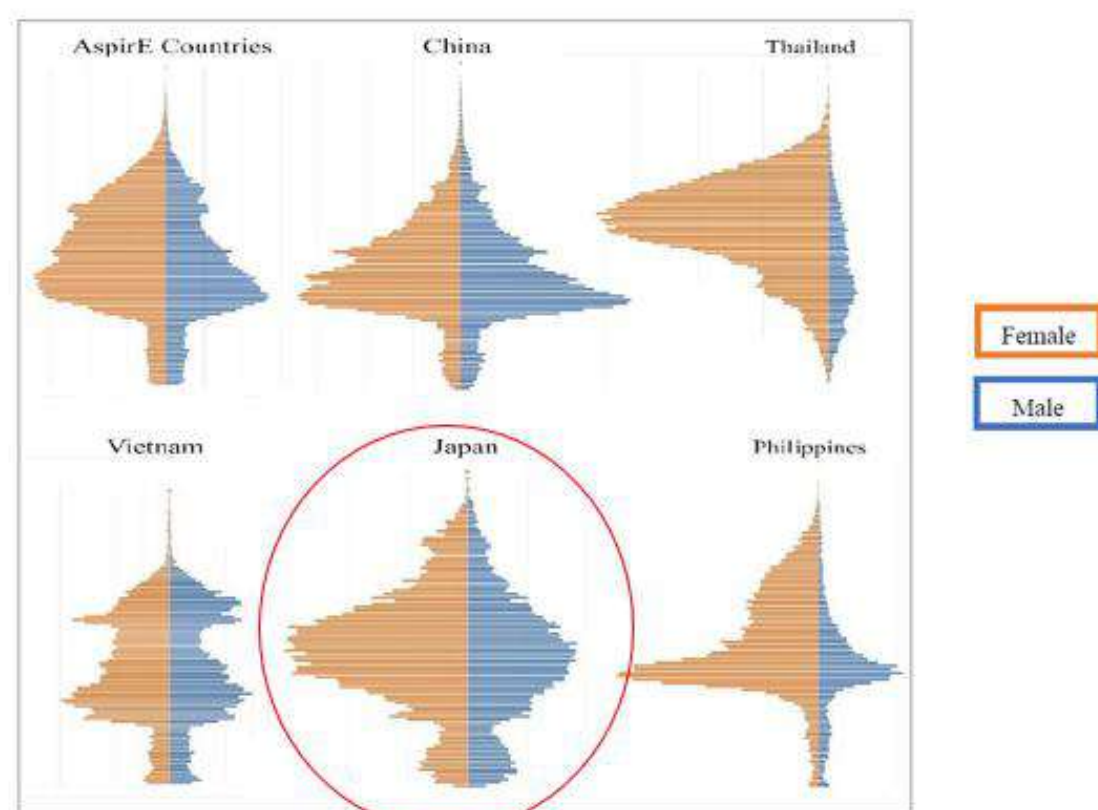 AspirE Countries
China
Thailand
Female
Male
Vietnam
Japan
Philippines